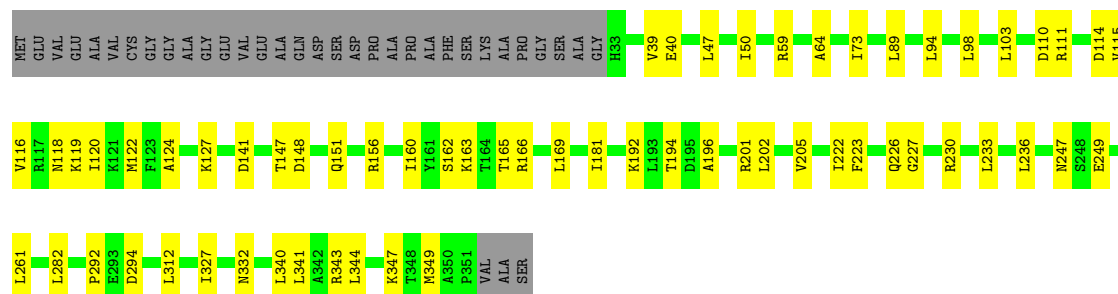 MET GLU VAL GLU ALA VAL CYS GLY GLY ALA GLY GLU VAL GLU ALA GLN ASP SER ASP PRO ALA PRO ALA PHE SER LYS ALA PRO GLY SER ALA GLY H33 V39 E40 L47 I50 R59 A64 I73 L89 L94 L98 L103 D110 R111 D114 V115
V116 R117 N118 K119 I120 K121 M122 F123 A124 K127 D141 T147 D148 Q151 R156 I160 Y161 S162 K163 T164 T165 R166 L169 I181 K192 L193 T194 D195 A196 R201 L202 V205 I222 F223 Q226 G227 R230 L233 L236 N247 S248 E249
L261 L282 P292 E293 D294 L312 I327 N332 L340 L341 A342 R343 L344 K347 T348 M349 A350 P351 VAL ALA SER